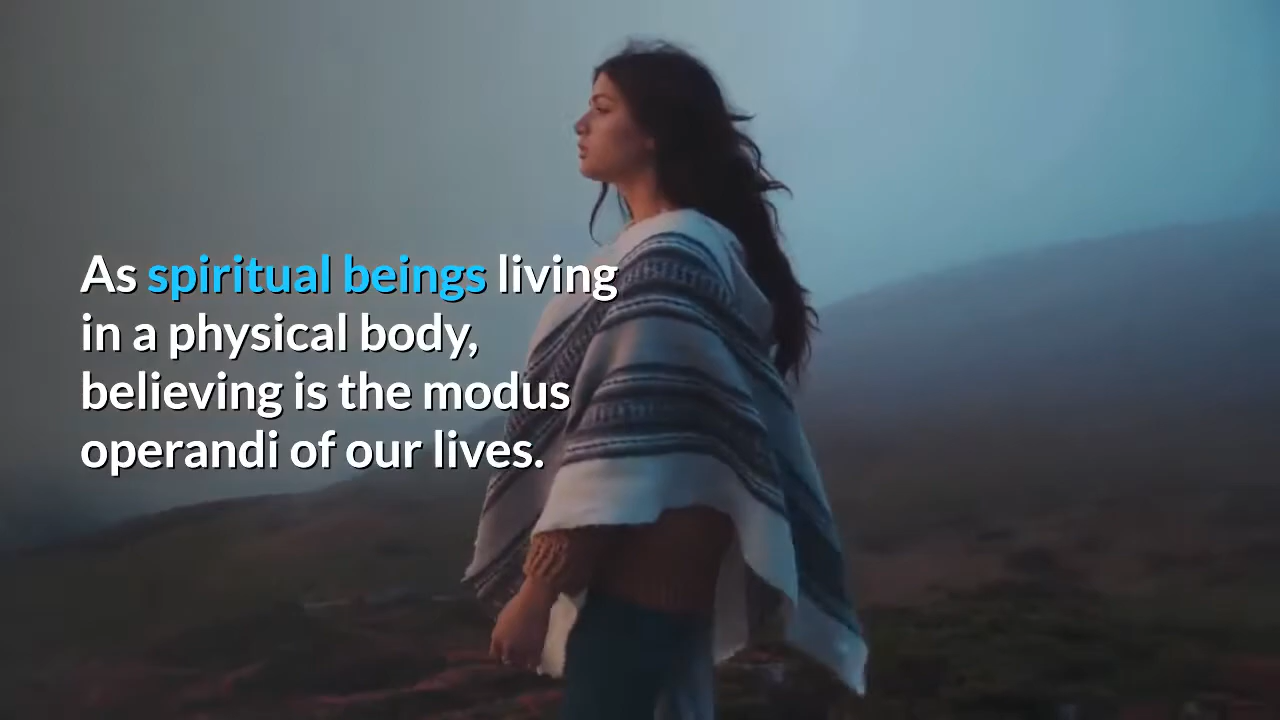 As spiritual beings living
in a physical body,
believing is the modus
operandi of our lives.